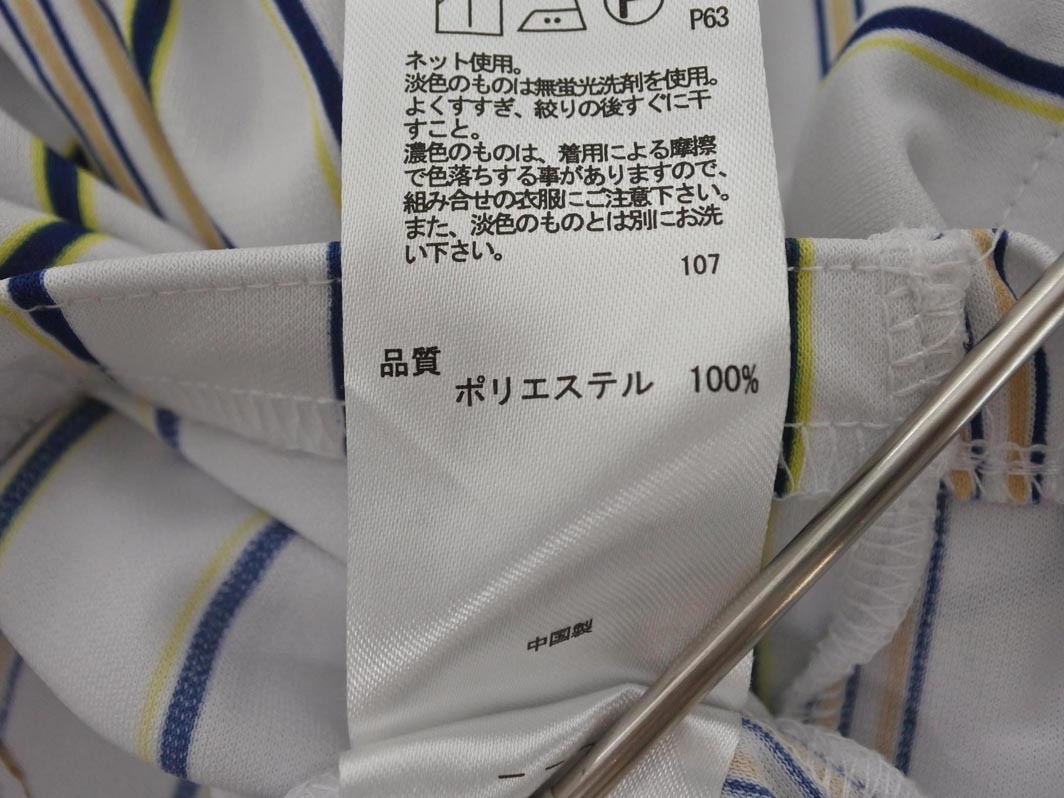 P63
ネット使用。
淡色のものは無蛍光洗剤を使用。
よくすすぎ、絞りの後すぐに干
すこと。
濃色のものは、着用による摩擦
で色落ちする事がありますので、
組み合せの衣服にご注意下さい。
また、淡色のものとは別にお洗
い下さい。
107
品質
ポリエステル 100%
中国製